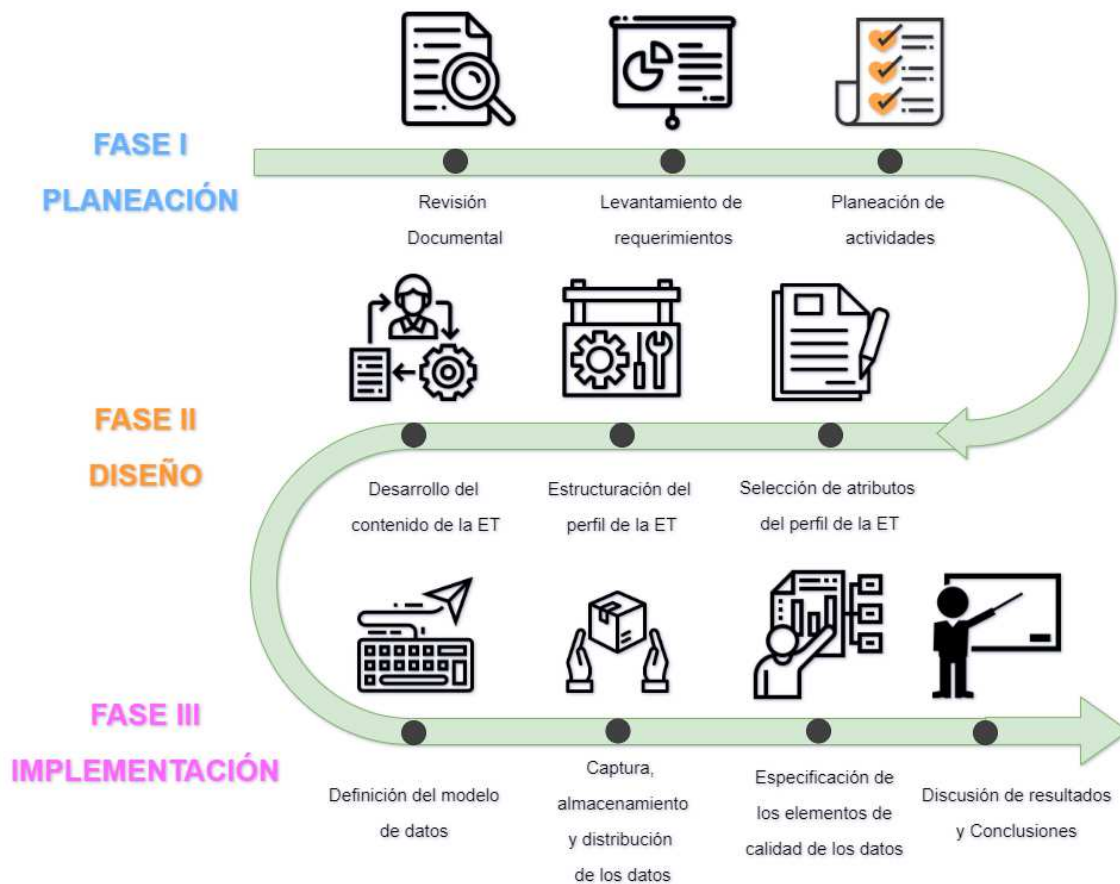 FASE I
PLANEACIÓN
Revisión
Documental
Levantamiento de
requerimientos
Planeación de
actividades
FASE II
DISEÑO
Desarrollo del
contenido de la ET
Estructuración del
perfil de la ET
Selección de atributos
del perfil de la ET
FASE III
IMPLEMENTACIÓN
Definición del modelo
de datos
Captura,
almacenamiento
y distribución
de los datos
Especificación de
los elementos de
calidad de los datos
Discusión de resultados
y Conclusiones